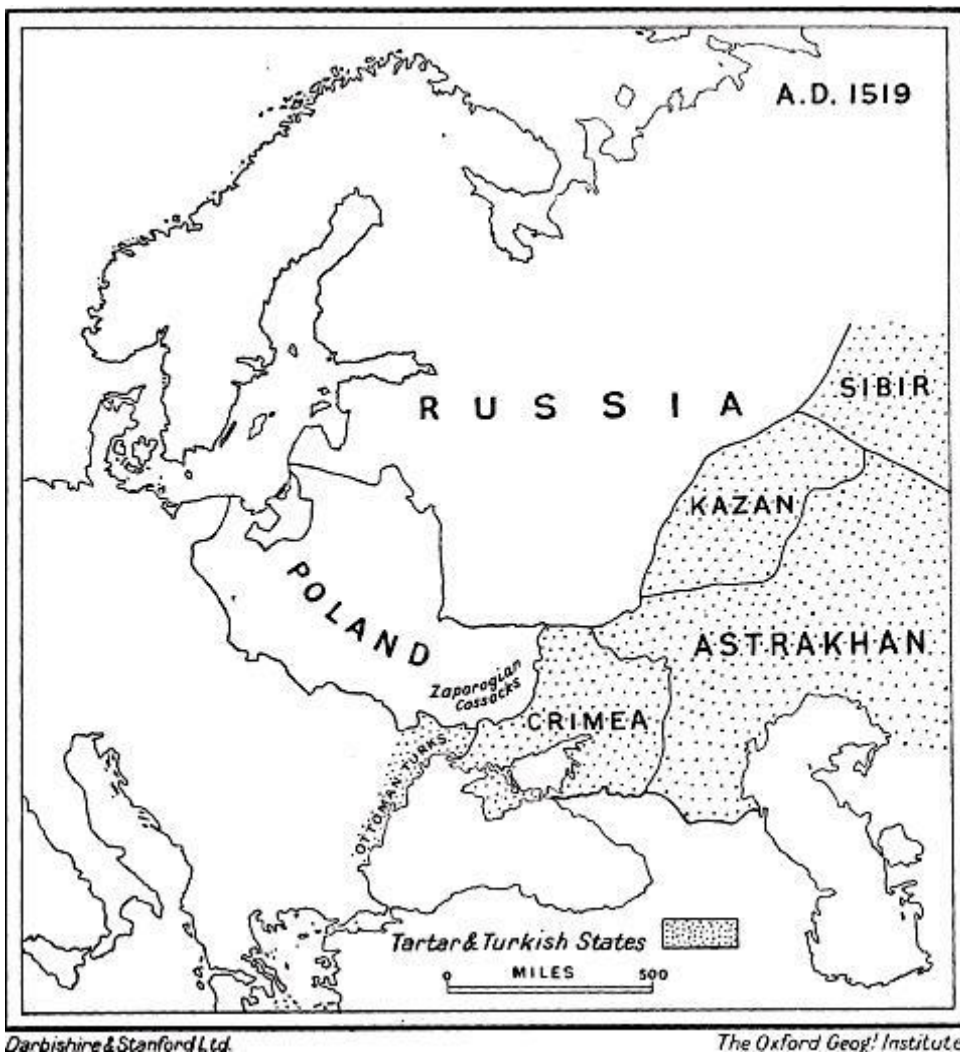 A.D. 1519
SIBIR
RUSSIA
KAZAN
POLAND
ASTRAKHAN
Zaporogian
Cossacks
CRIMEA
OTTOMAN TURKS
Tartar & Turkish States
MILES
0 500
Darbishire & Stanford Ltd. The Oxford Geog! Institute